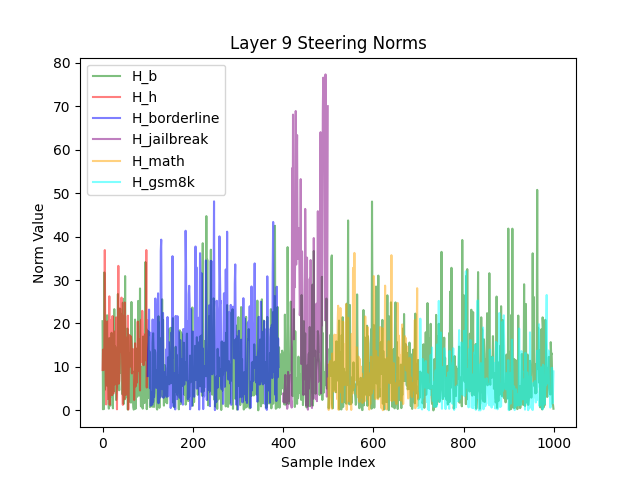 Layer 9 Steering Norms
80
70
60
50
40
30
20
10
0
Norm Value
H_b
H_h
H_borderline
H_jailbreak
H_math
H_gsm8k
0 200 400 600 800 1000
Sample Index